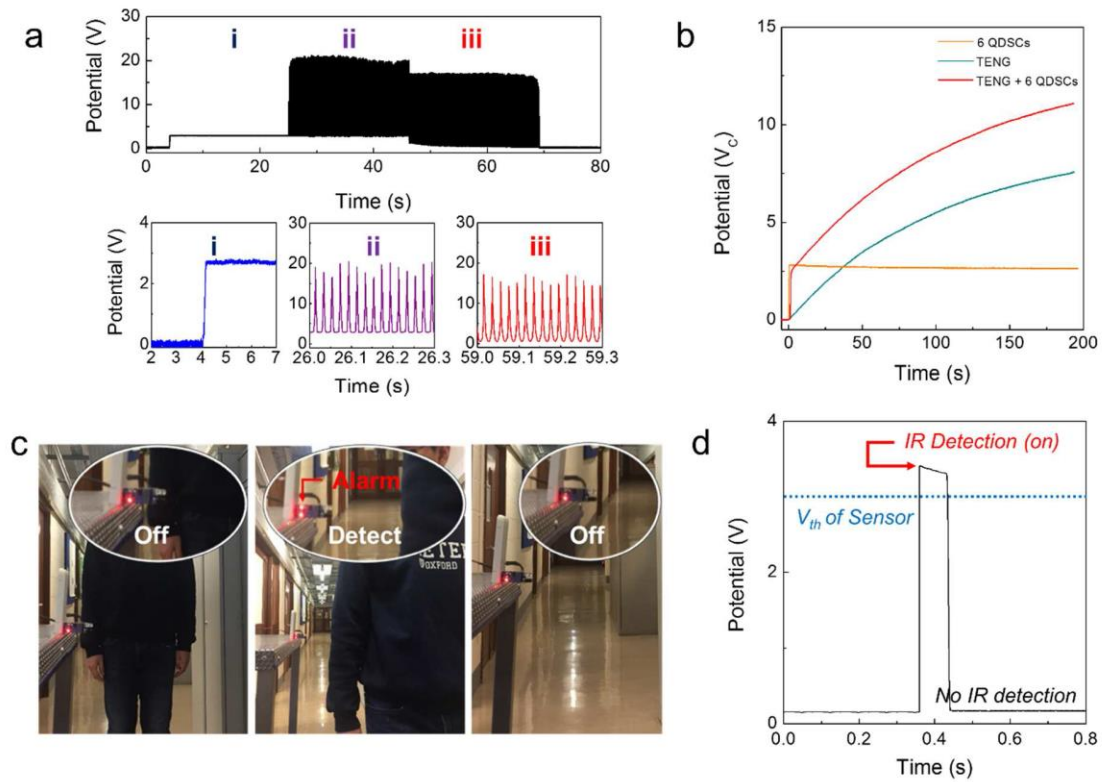 a
i ii iii
Potential (V)
30
20
10
0
0 20 40 60 80
Time (s)
i
Potential (V)
4
2
0
2 3 4 5 6 7
ii
30
20
10
0
26.0 26.1 26.2 26.3
iii
30
20
10
0
59.0 59.1 59.2 59.3
Time (s)
b
6 QDSCs
TENG
TENG + 6 QDSCs
Potential (V_C)
15
10
5
0
0 50 100 150 200
Time (s)
c
Off
Alarm
Detect
ETE
OXFORD
Off
d
IR Detection (on)
V_th of Sensor
No IR detection
Potential (V)
4
2
0
0.0 0.2 0.4 0.6 0.8
Time (s)